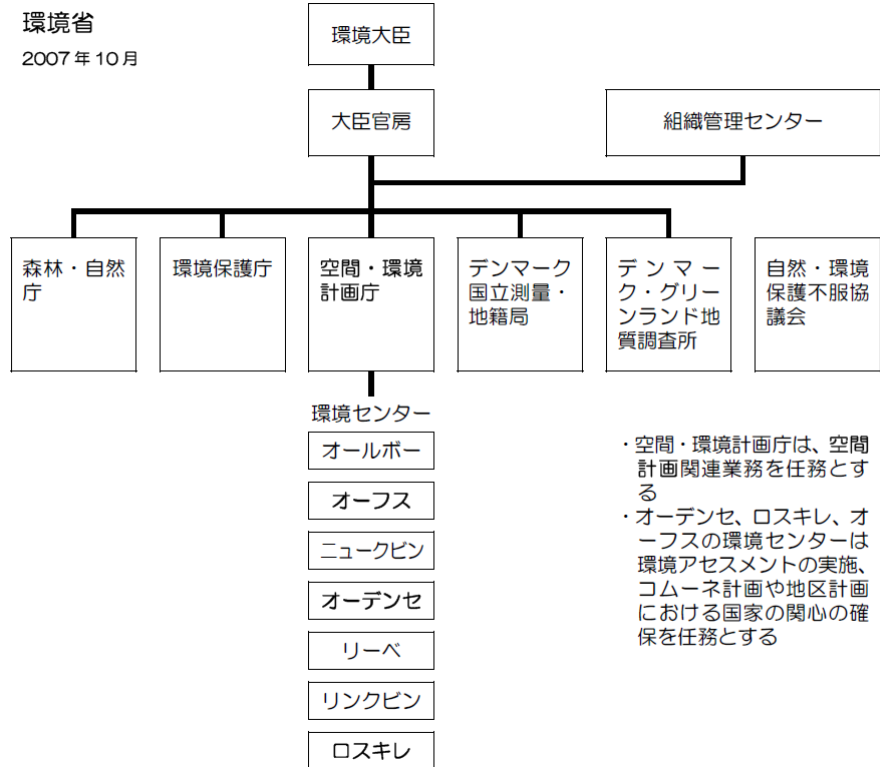 環境省
2007年10月
環境大臣
大臣官房
組織管理センター
森林・自然
庁
環境保護庁
空間・環境
計画庁
デンマーク
国立測量・
地籍局
デンマー
ク・グリー
ンランド地
質調査所
自然・環境
保護不服協
議会
環境センター
オールボー
オーフス
ニュークビン
オーデンセ
リーベ
リンクビン
ロスキレ
・空間・環境計画庁は、空間
計画関連業務を任務とす
る
・オーデンセ、ロスキレ、オ
ーフスの環境センターは
環境アセスメントの実施、
コムーネ計画や地区計画
における国家の関心の確
保を任務とする